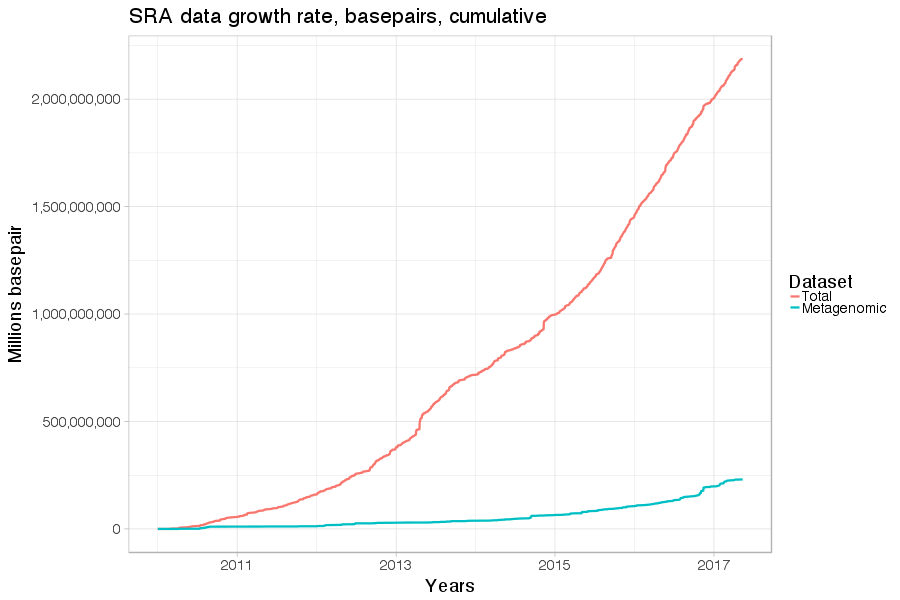 SRA data growth rate, basepairs, cumulative
Millions basepair
2,000,000,000
1,500,000,000
1,000,000,000
500,000,000
0
2011
2013
2015
2017
Years
Dataset
Total
Metagenomic